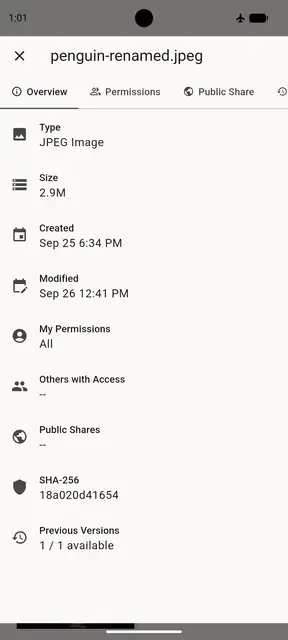 1:01
penguin-renamed.jpeg
Overview
Permissions
Public Share
Type
JPEG Image
Size
2.9M
Created
Sep 25 6:34 PM
Modified
Sep 26 12:41 PM
My Permissions
All
Others with Access
--
Public Shares
--
SHA-256
18a020d41654
Previous Versions
1 / 1 available